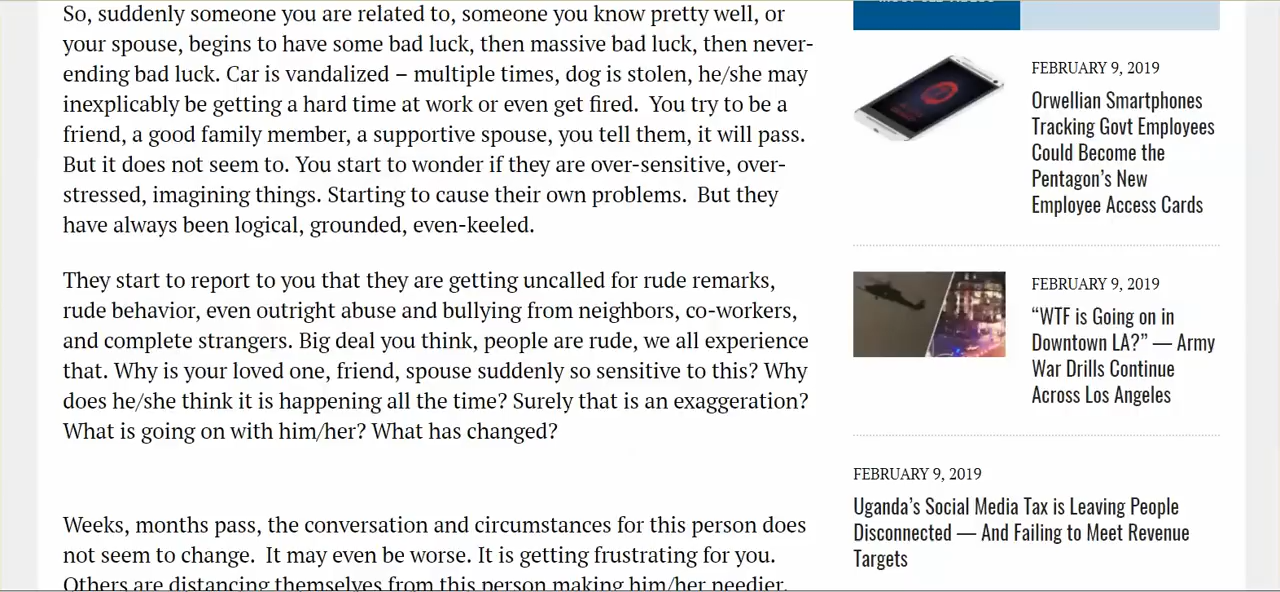 So, suddenly someone you are related to, someone you know pretty well, or
your spouse, begins to have some bad luck, then massive bad luck, then never-
ending bad luck. Car is vandalized – multiple times, dog is stolen, he/she may
inexplicably be getting a hard time at work or even get fired.  You try to be a
friend, a good family member, a supportive spouse, you tell them, it will pass.
But it does not seem to. You start to wonder if they are over-sensitive, over-
stressed, imagining things. Starting to cause their own problems.  But they
have always been logical, grounded, even-keeled.
They start to report to you that they are getting uncalled for rude remarks,
rude behavior, even outright abuse and bullying from neighbors, co-workers,
and complete strangers. Big deal you think, people are rude, we all experience
that. Why is your loved one, friend, spouse suddenly so sensitive to this? Why
does he/she think it is happening all the time? Surely that is an exaggeration?
What is going on with him/her? What has changed?
Weeks, months pass, the conversation and circumstances for this person does
not seem to change.  It may even be worse. It is getting frustrating for you.
Others are distancing themselves from this person making him/her needier.
FEBRUARY 9, 2019
Orwellian Smartphones
Tracking Govt Employees
Could Become the
Pentagon’s New
Employee Access Cards
FEBRUARY 9, 2019
“WTF is Going on in
Downtown LA?” — Army
War Drills Continue
Across Los Angeles
FEBRUARY 9, 2019
Uganda’s Social Media Tax is Leaving People
Disconnected — And Failing to Meet Revenue
Targets